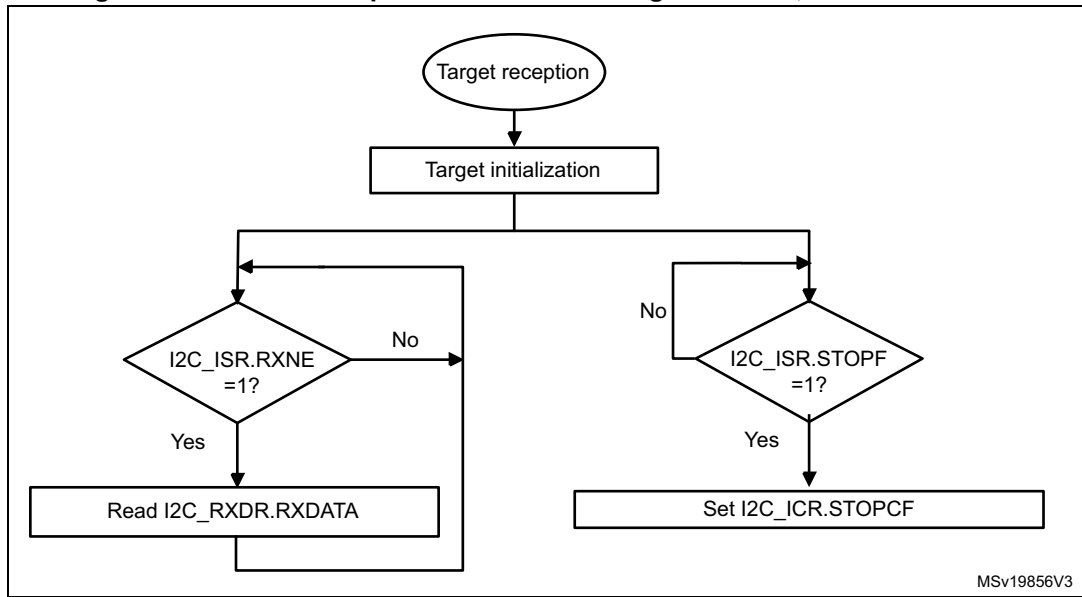 Target reception
Target initialization
No
I2C_ISR.RXNE
=1?
Yes
Read I2C_RXDR.RXDATA
No
I2C_ISR.STOPF
=1?
Yes
Set I2C_ICR.STOPCF
MSv19856V3